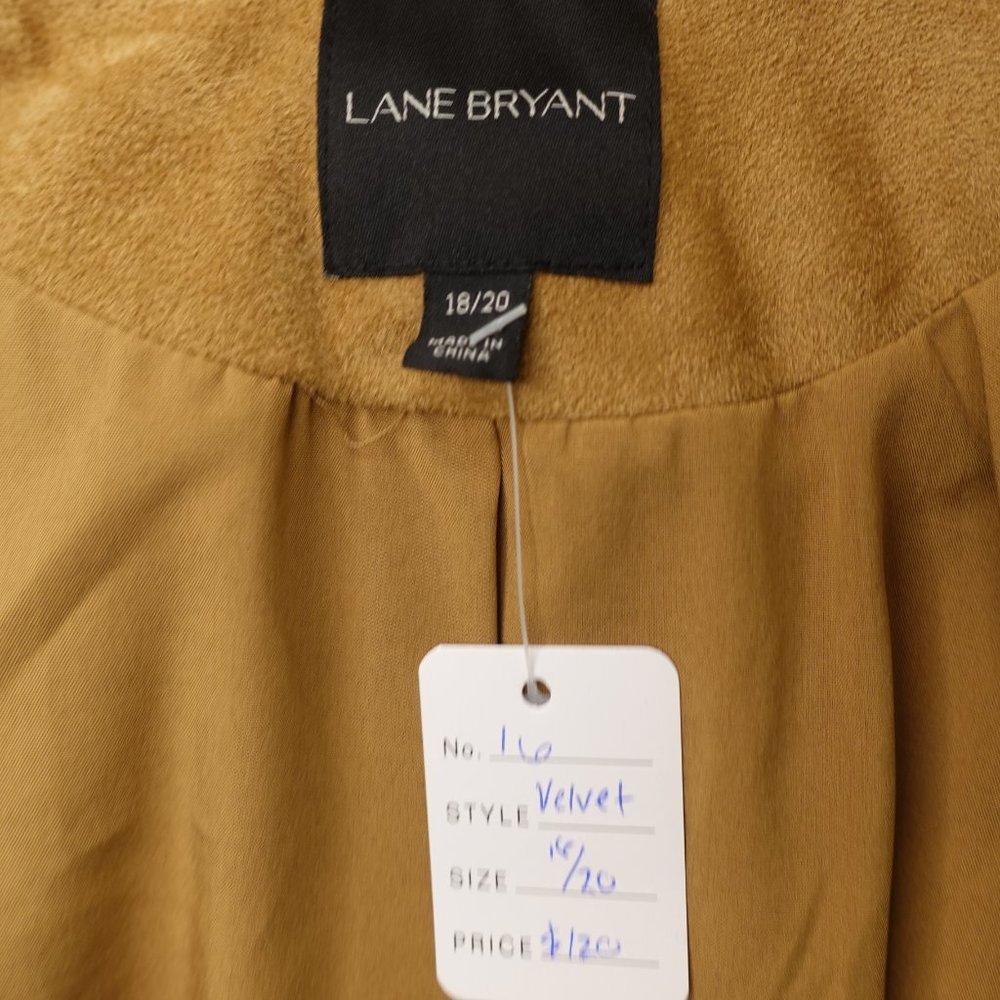 LANE BRYANT
18/20
MADE IN
CHINA
No. 16
STYLE Velvet
SIZE 18/20
PRICE $120